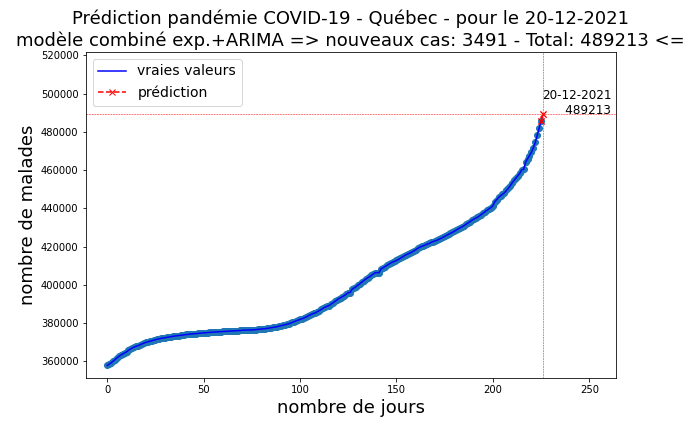 Prédiction pandémie COVID-19 - Québec - pour le 20-12-2021
modèle combiné exp.+ARIMA => nouveaux cas: 3491 - Total: 489213 <=
vraies valeurs
prédiction
20-12-2021
489213
nombre de malades
520000
500000
480000
460000
440000
420000
400000
380000
360000
0
50
100
150
200
250
nombre de jours